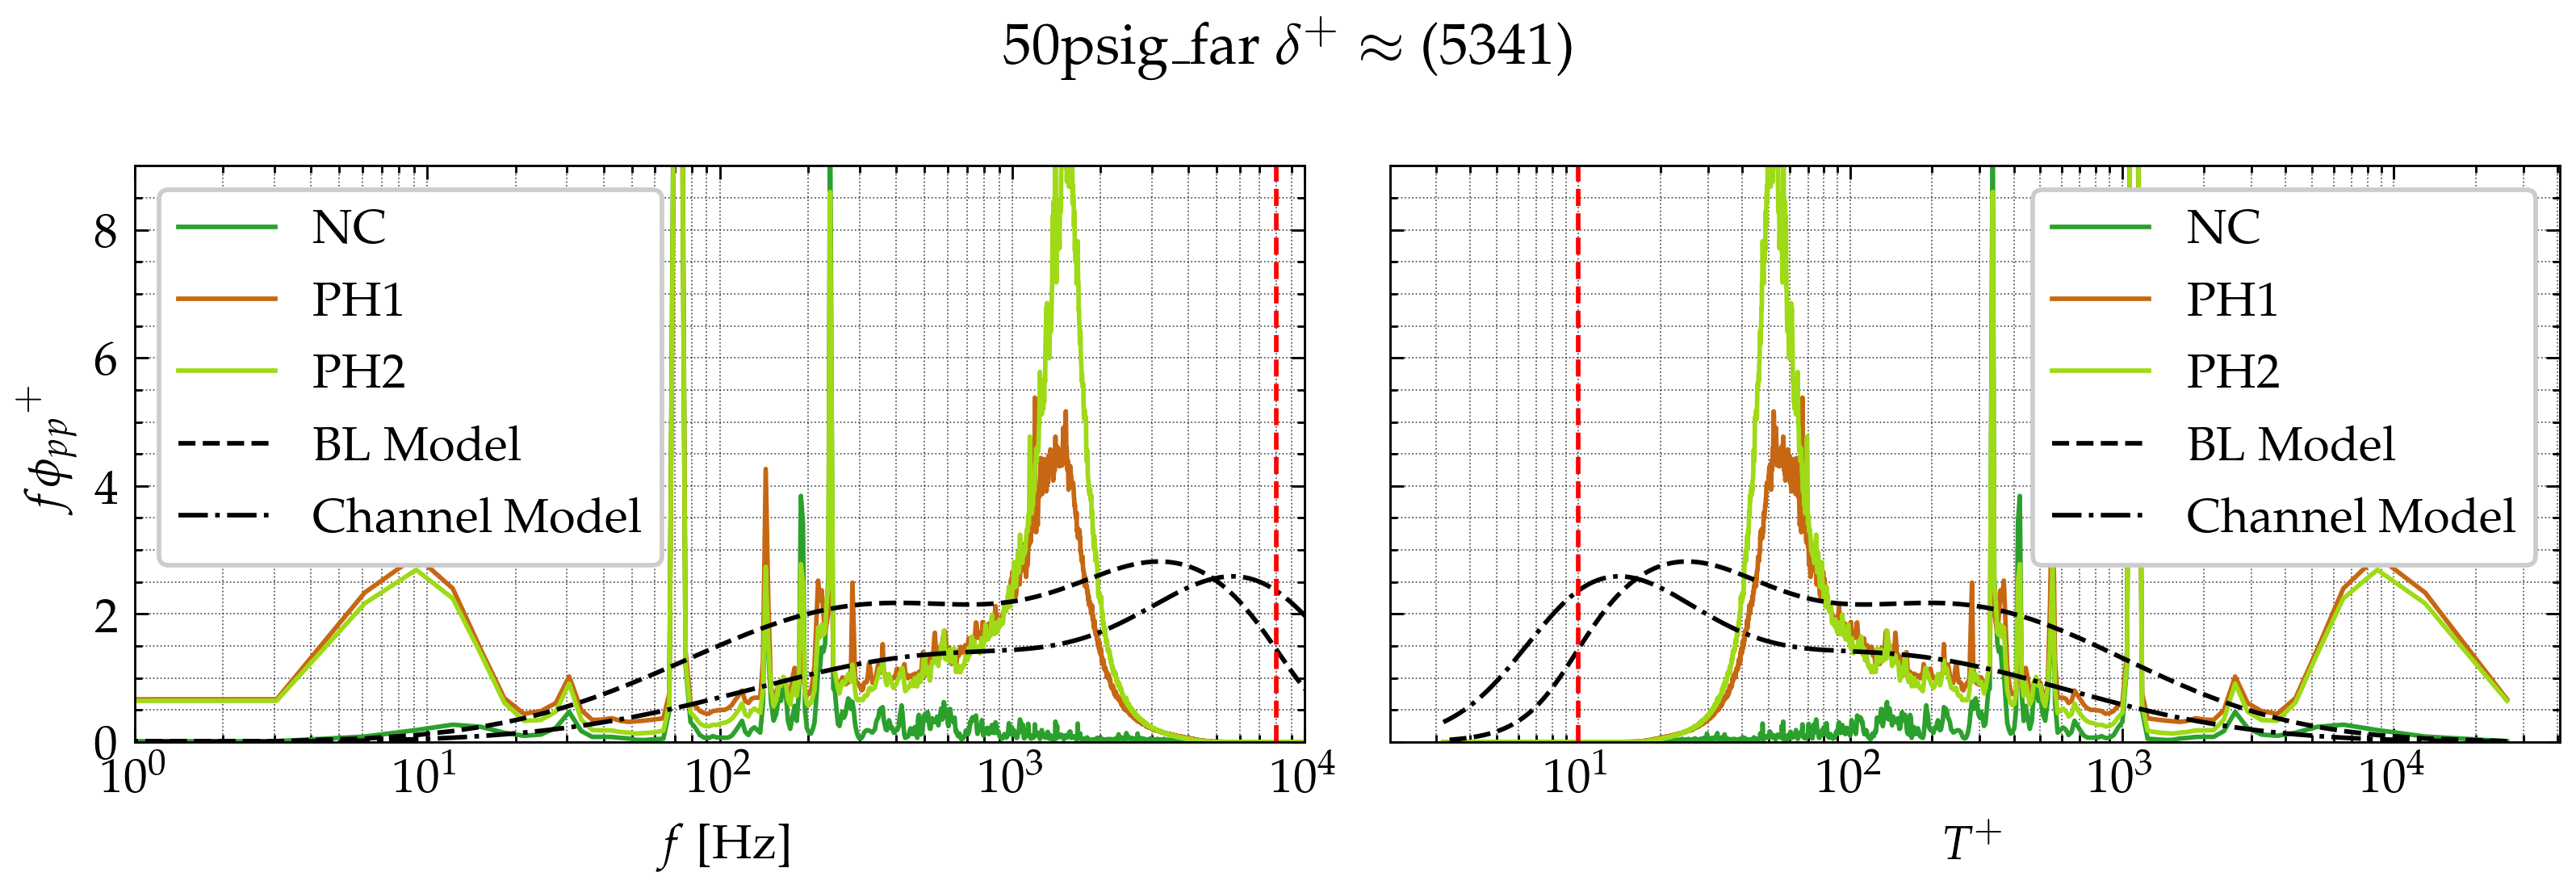 50psig_far δ⁺ ≈ (5341)
fϕₚₚ⁺
8
6
4
2
0
NC
PH1
PH2
BL Model
Channel Model
10⁰ 10¹ 10² 10³ 10⁴
f [Hz]
NC
PH1
PH2
BL Model
Channel Model
10¹ 10² 10³ 10⁴
T⁺